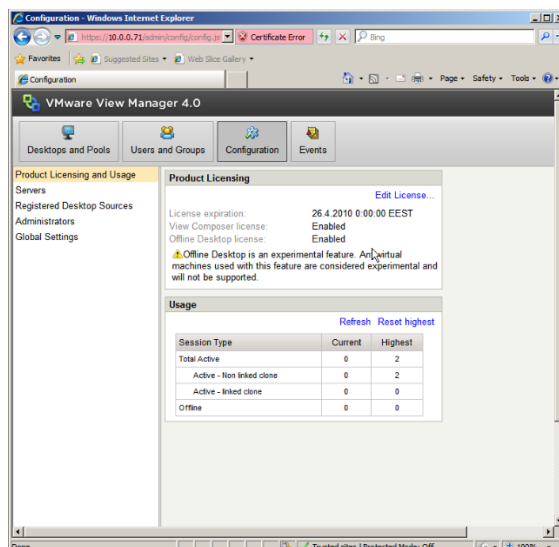 Configuration - Windows Internet Explorer
https://10.0.0.71/admin/config/config.js Certificate Error Bing
Favorites Suggested Sites Web Slice Gallery
Configuration Page Safety Tools
VMware View Manager 4.0
Desktops and Pools Users and Groups Configuration Events
Product Licensing and Usage
Servers
Registered Desktop Sources
Administrators
Global Settings
Product Licensing
Edit License...
License expiration: 26.4.2010 0:00:00 EEST
View Composer license: Enabled
Offline Desktop license: Enabled
Offline Desktop is an experimental feature. Any virtual
machines used with this feature are considered experimental and
will not be supported.
Usage
Refresh Reset highest
Session Type Current Highest
Total Active 0 2
Active - Non linked clone 0 2
Active - linked clone 0 0
Offline 0 0
Done Trusted sites | Protected Mode: Off 100%